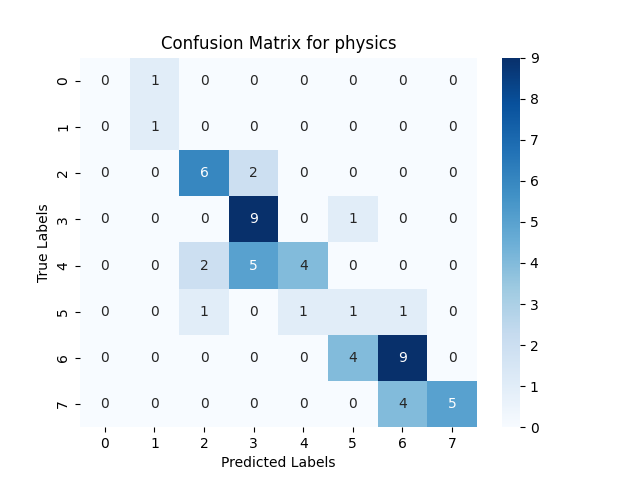 Confusion Matrix for physics
0 0 1 0 0 0 0 0 0
1 0 1 0 0 0 0 0 0
2 0 0 6 2 0 0 0 0
3 0 0 0 9 0 1 0 0
4 0 0 2 5 4 0 0 0
5 0 0 1 0 1 1 1 0
6 0 0 0 0 0 4 9 0
7 0 0 0 0 0 0 4 5
0 1 2 3 4 5 6 7
True Labels
Predicted Labels
9
8
7
6
5
4
3
2
1
0